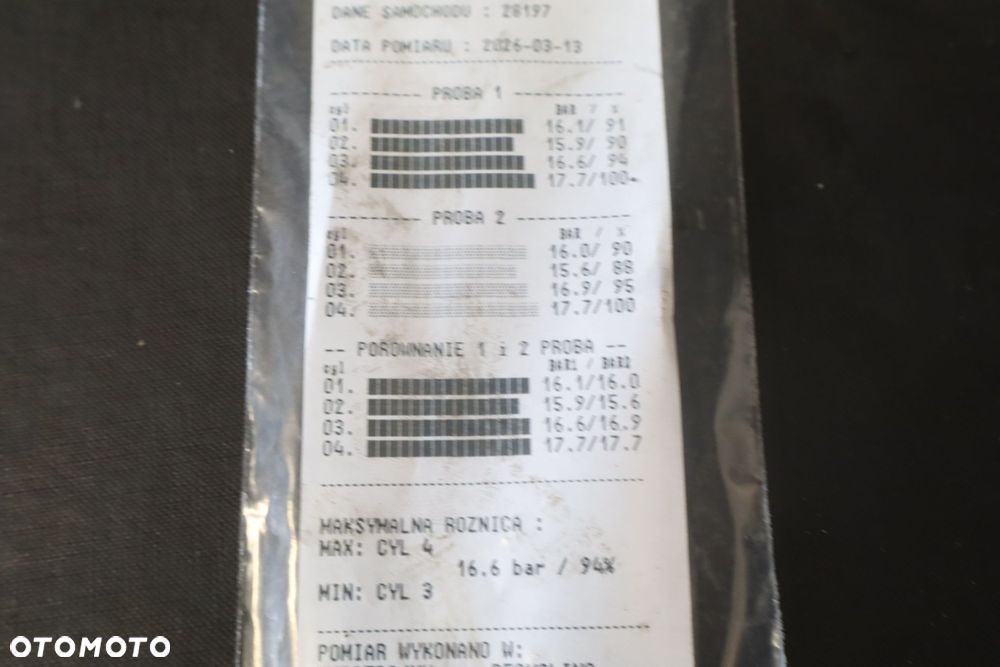 DANE SAMOCHODU : 28197
DATA POMIARU : 2026-03-13
---------- PROBA 1 ------------
cyl BAR / %
01. 16.1/ 91
02. 15.9/ 90
03. 16.6/ 94
04. 17.7/100
---------- PROBA 2 ------------
cyl BAR / %
01. 16.0/ 90
02. 15.6/ 88
03. 16.9/ 95
04. 17.7/100
-- POROWNANIE 1 i 2 PROBA --
cyl BAR1 / BAR2
01. 16.1/16.0
02. 15.9/15.6
03. 16.6/16.9
04. 17.7/17.7
MAKSYMALNA ROZNICA :
MAX: CYL 4
16.6 bar / 94%
MIN: CYL 3
POMIAR WYKONANO W:
OTOMOTO